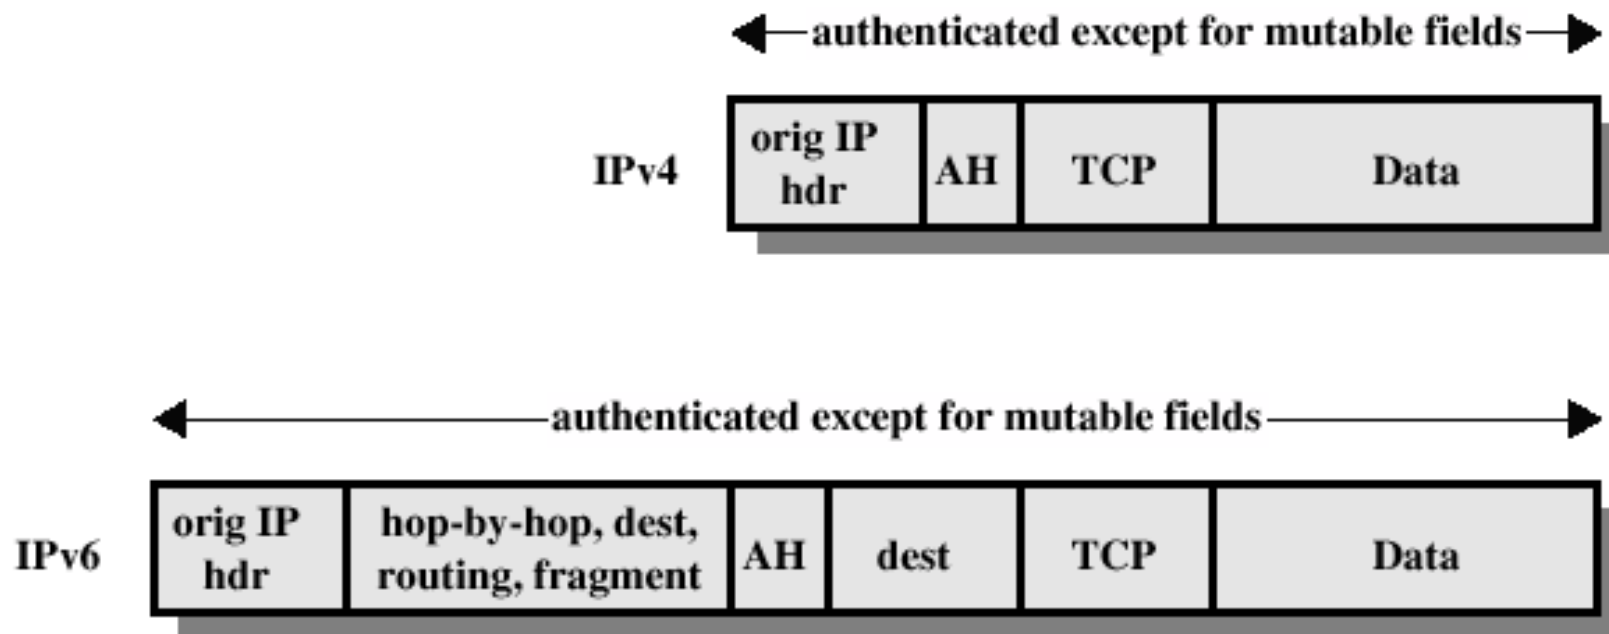 authenticated except for mutable fields
IPv4
orig IP
hdr
AH
TCP
Data
authenticated except for mutable fields
IPv6
orig IP
hdr
hop-by-hop, dest,
routing, fragment
AH
dest
TCP
Data